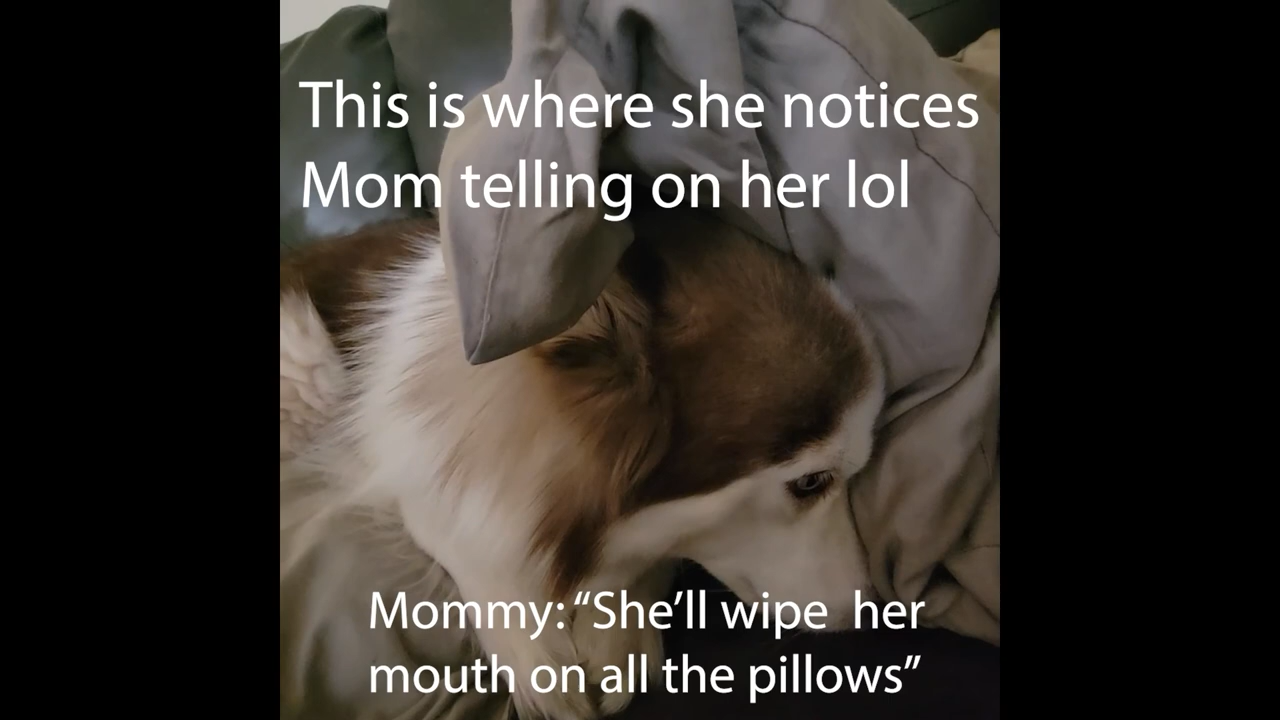 This is where she notices
Mom telling on her lol
Mommy: “She’ll wipe  her
mouth on all the pillows”